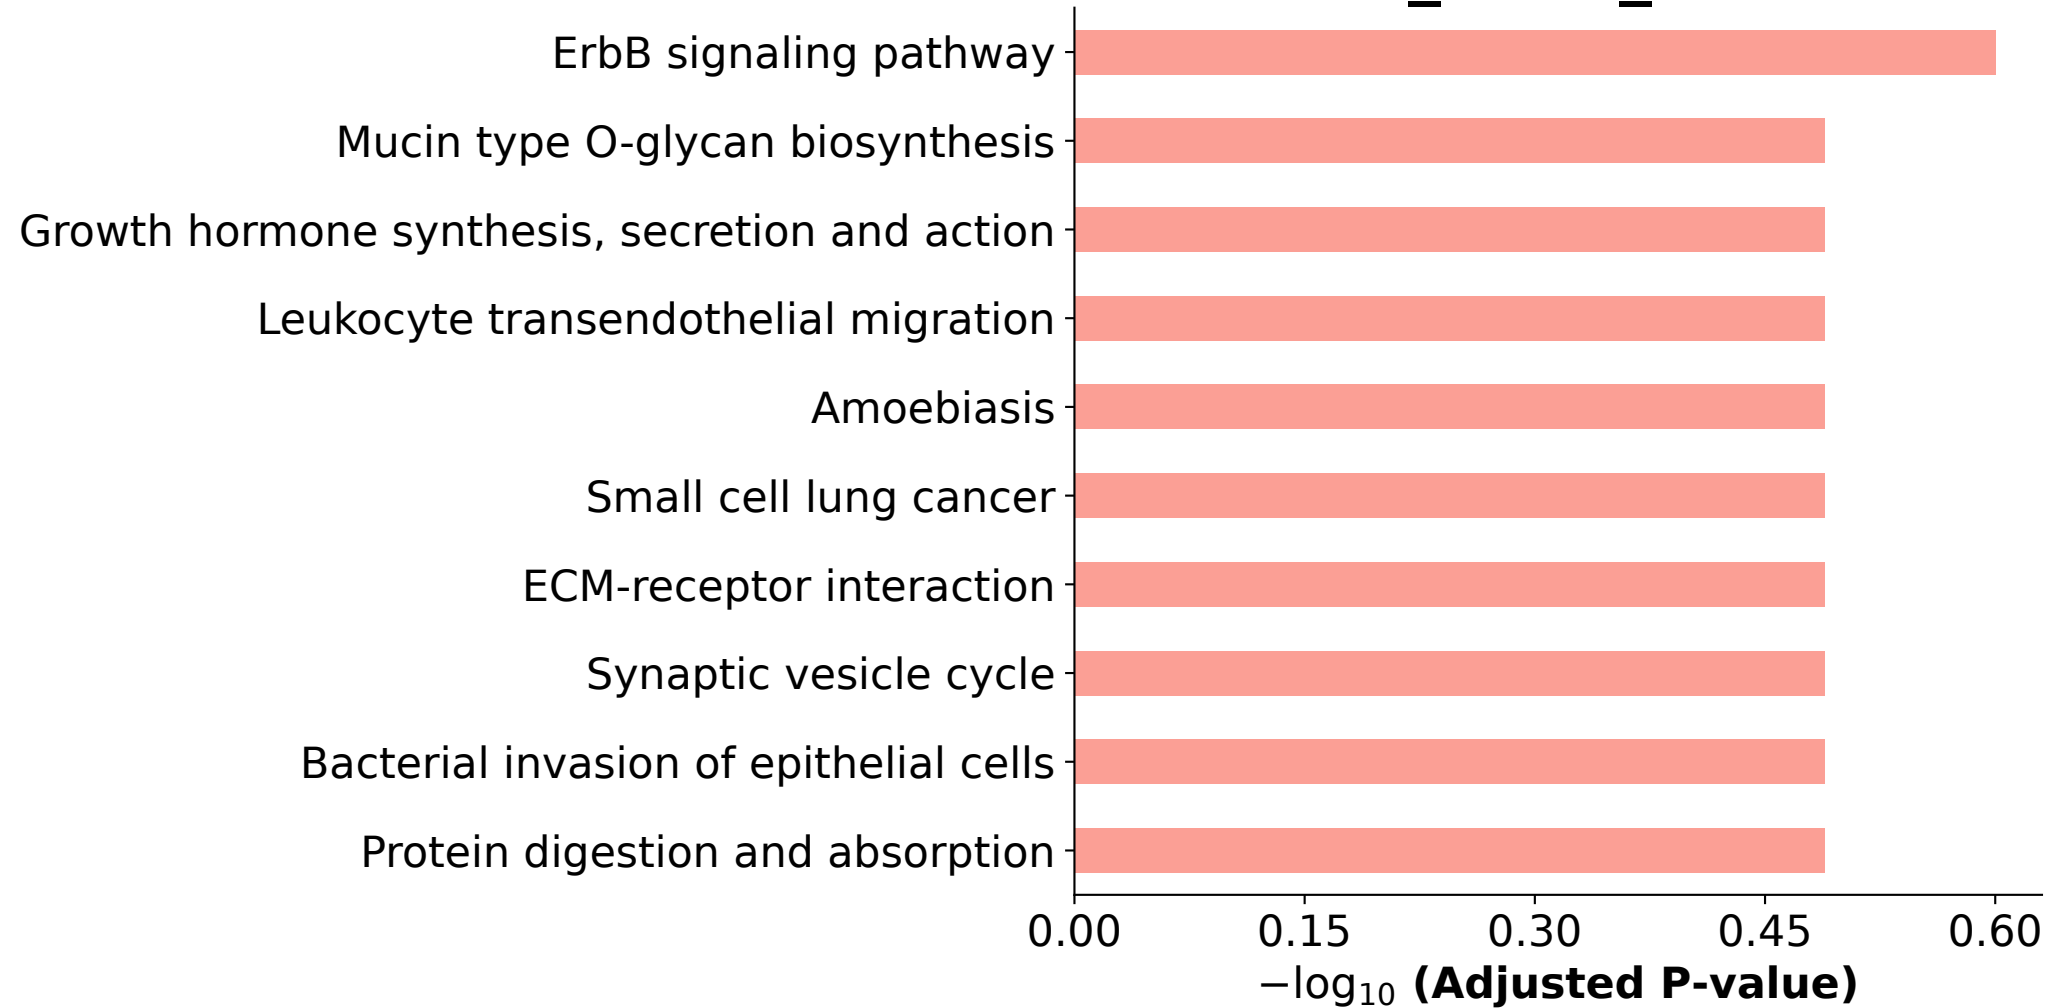 ErbB signaling pathway
Mucin type O-glycan biosynthesis
Growth hormone synthesis, secretion and action
Leukocyte transendothelial migration
Amoebiasis
Small cell lung cancer
ECM-receptor interaction
Synaptic vesicle cycle
Bacterial invasion of epithelial cells
Protein digestion and absorption
0.00 0.15 0.30 0.45 0.60
−log₁₀ (Adjusted P-value)